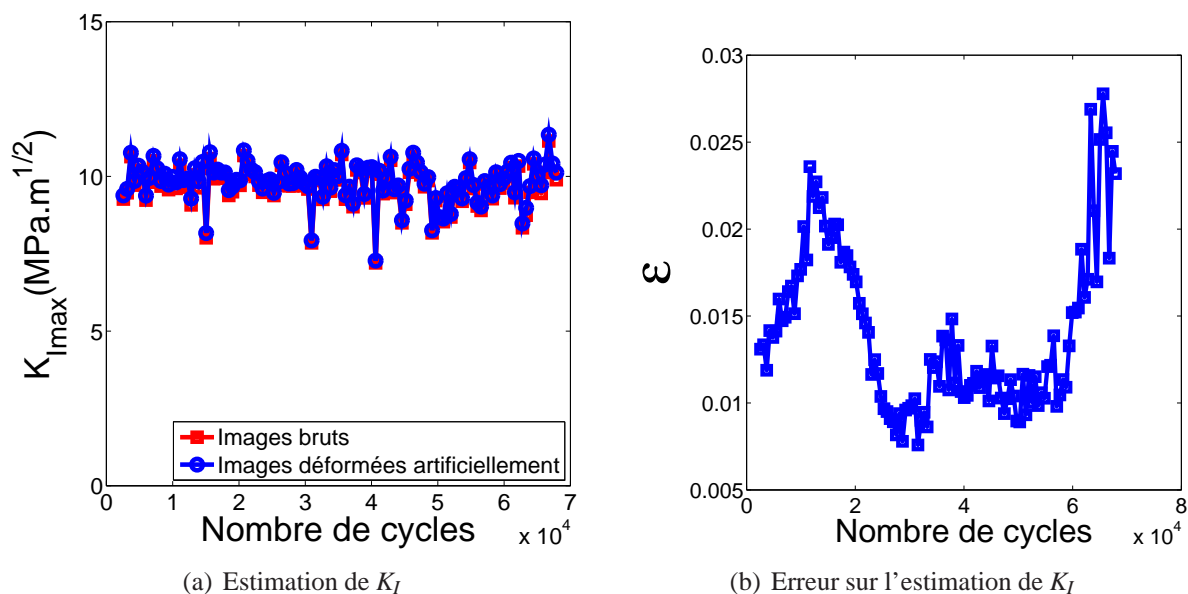 15
10
5
0
K_Imax(MPa.m^1/2)
Images bruts
Images déformées artificiellement
0 1 2 3 4 5 6 7
Nombre de cycles
x 10^4
(a) Estimation de K_I
0.03
0.025
0.02
0.015
0.01
0.005
ε
0 2 4 6 8
Nombre de cycles
x 10^4
(b) Erreur sur l'estimation de K_I